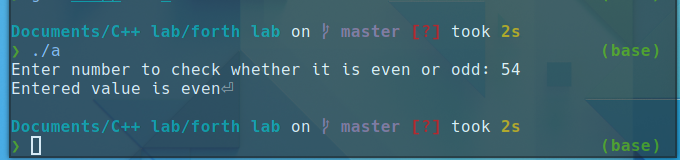 Documents/C++ lab/forth lab on ᚶ master [?] took 2s
❯ ./a (base)
Enter number to check whether it is even or odd: 54
Entered value is even⏎
Documents/C++ lab/forth lab on ᚶ master [?] took 2s
❯ (base)